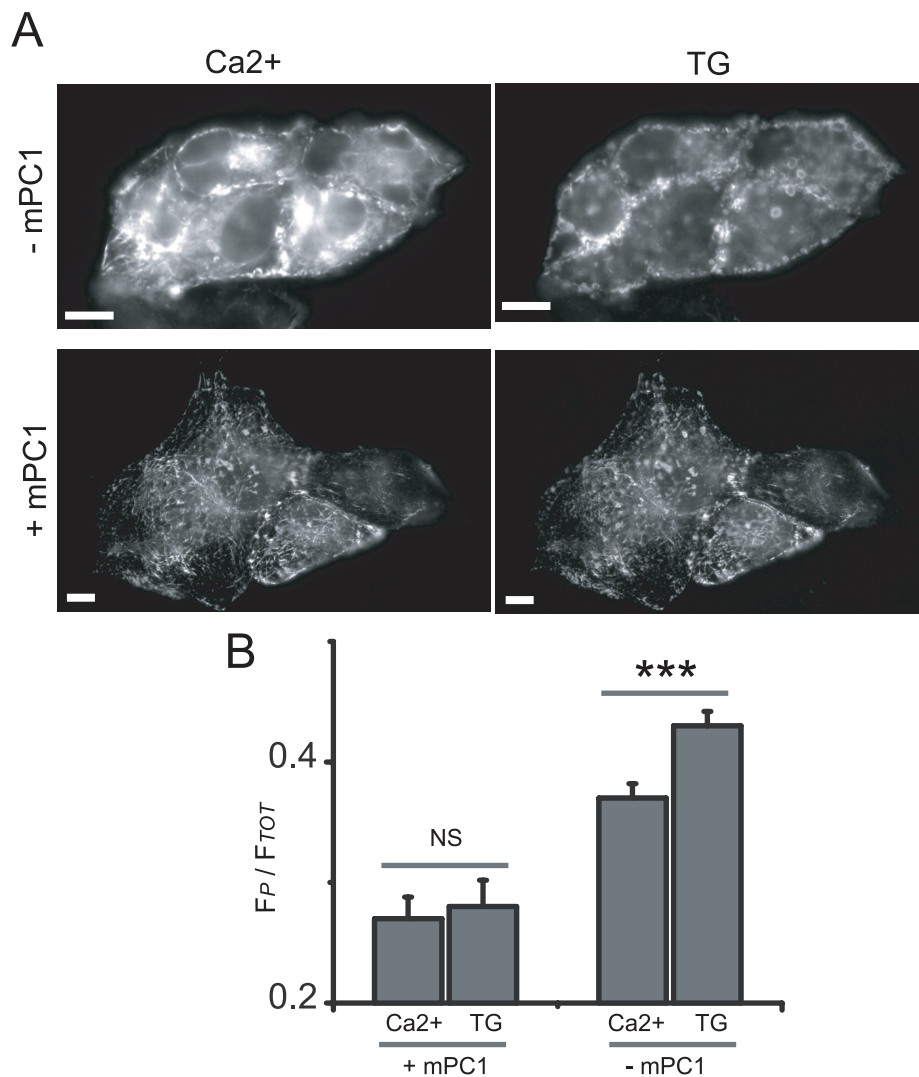 A
Ca2+ TG
- mPC1
+ mPC1
B
***
0.4
NS
FP / FTOT
0.2
Ca2+ TG Ca2+ TG
+ mPC1 - mPC1